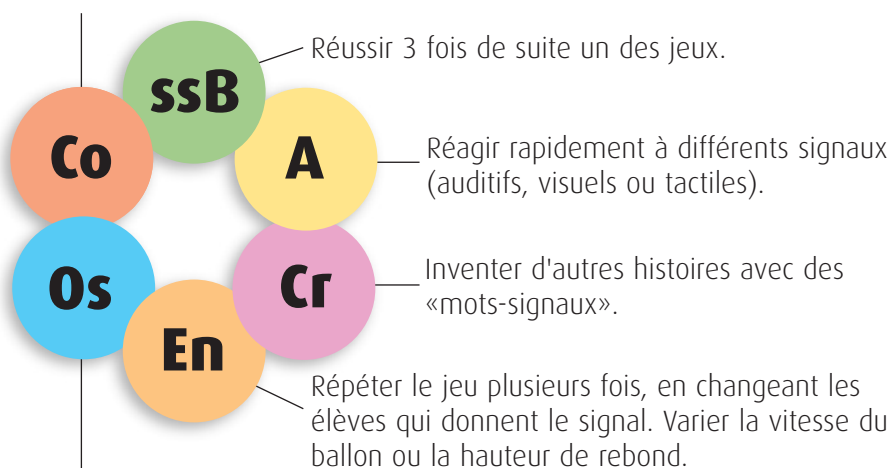 ssB
Réussir 3 fois de suite un des jeux.
Co
A
Réagir rapidement à différents signaux
(auditifs, visuels ou tactiles).
Os
Cr
Inventer d'autres histoires avec des
«mots-signaux».
En
Répéter le jeu plusieurs fois, en changeant les
élèves qui donnent le signal. Varier la vitesse du
ballon ou la hauteur de rebond.